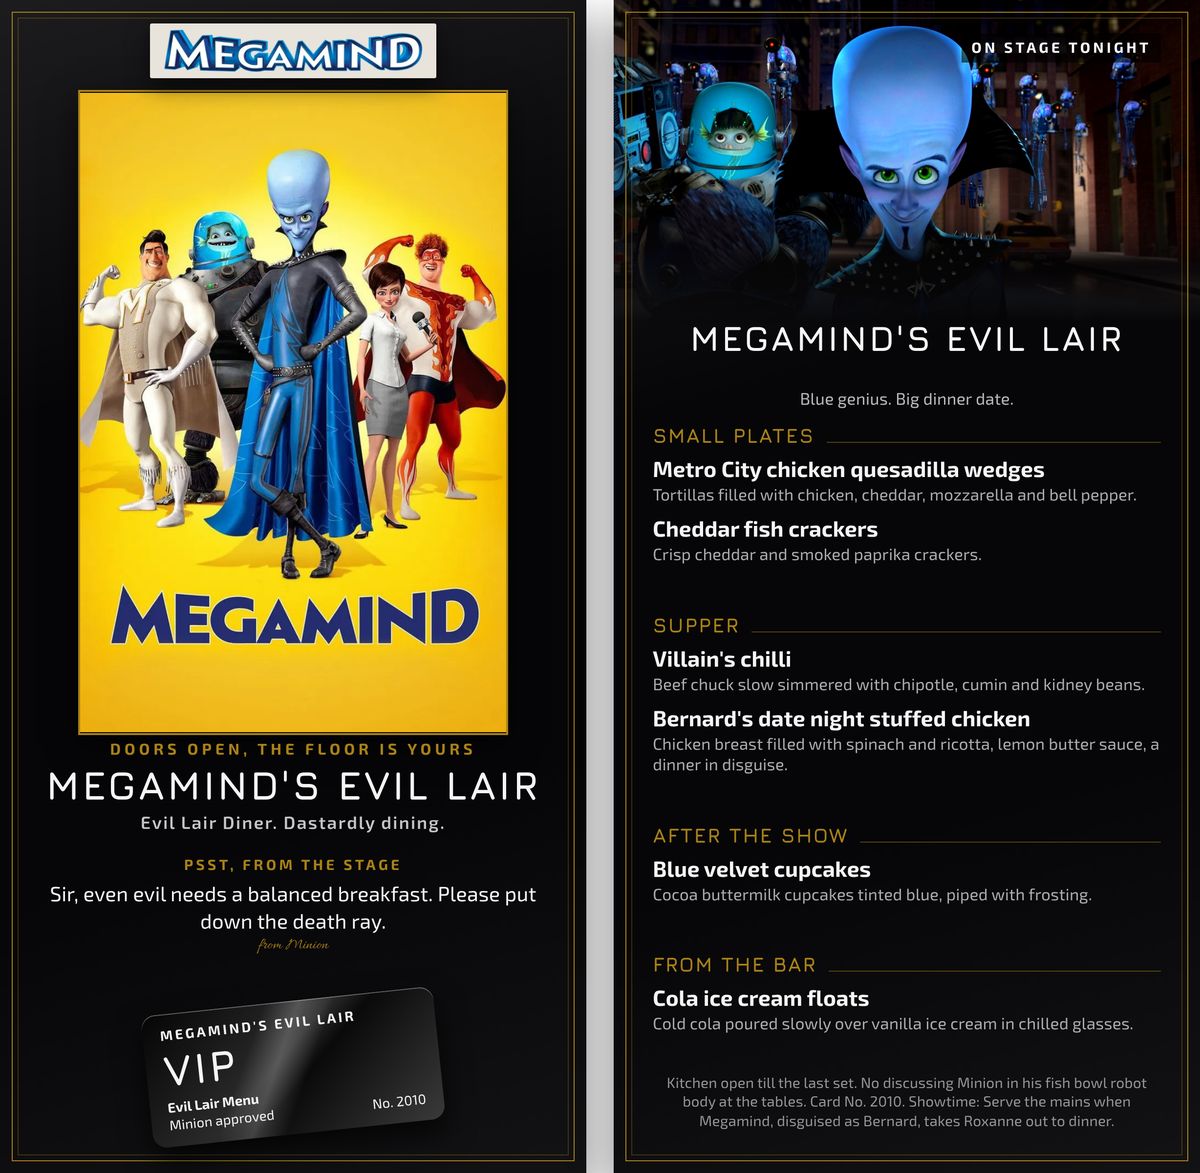 MEGAMIND
MEGAMIND
DOORS OPEN, THE FLOOR IS YOURS
MEGAMIND'S EVIL LAIR
Evil Lair Diner. Dastardly dining.
PSST, FROM THE STAGE
Sir, even evil needs a balanced breakfast. Please put
down the death ray.
from Minion
MEGAMIND'S EVIL LAIR
VIP
Evil Lair Menu
Minion approved
No. 2010
ON STAGE TONIGHT
MEGAMIND'S EVIL LAIR
Blue genius. Big dinner date.
SMALL PLATES
Metro City chicken quesadilla wedges
Tortillas filled with chicken, cheddar, mozzarella and bell pepper.
Cheddar fish crackers
Crisp cheddar and smoked paprika crackers.
SUPPER
Villain's chilli
Beef chuck slow simmered with chipotle, cumin and kidney beans.
Bernard's date night stuffed chicken
Chicken breast filled with spinach and ricotta, lemon butter sauce, a
dinner in disguise.
AFTER THE SHOW
Blue velvet cupcakes
Cocoa buttermilk cupcakes tinted blue, piped with frosting.
FROM THE BAR
Cola ice cream floats
Cold cola poured slowly over vanilla ice cream in chilled glasses.
Kitchen open till the last set. No discussing Minion in his fish bowl robot
body at the tables. Card No. 2010. Showtime: Serve the mains when
Megamind, disguised as Bernard, takes Roxanne out to dinner.